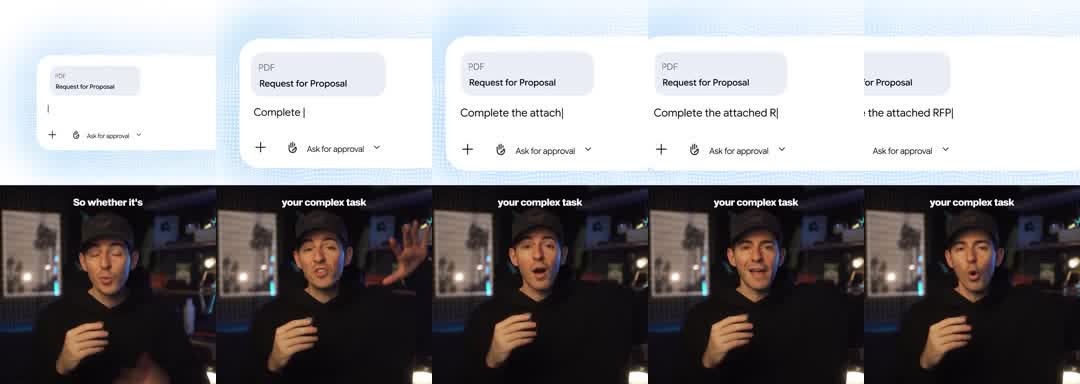 PDF
Request for Proposal
Ask for approval
PDF
Request for Proposal
Complete
Ask for approval
PDF
Request for Proposal
Complete the attach
Ask for approval
PDF
Request for Proposal
Complete the attached R
Ask for approval
for Proposal
the attached RFP
Ask for approval
So whether it's
your complex task
your complex task
your complex task
your complex task